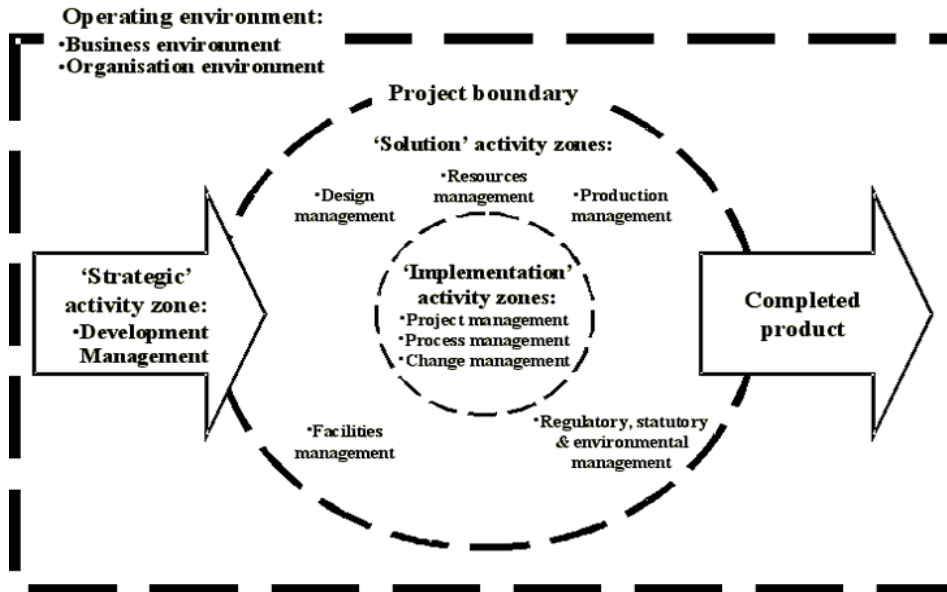 Operating environment:
•Business environment
•Organisation environment
Project boundary
‘Solution’ activity zones:
•Design
management
•Resources
management
•Production
management
‘Strategic’
activity zone:
•Development
Management
‘Implementation’
activity zones:
•Project management
•Process management
•Change management
Completed
product
•Facilities
management
•Regulatory, statutory
& environmental
management